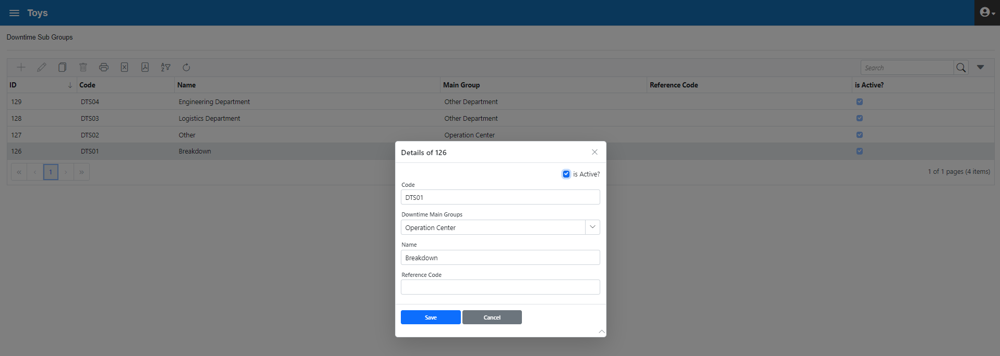 Toys
Downtime Sub Groups
Search
ID Code Name Main Group Reference Code is Active?
129 DTS04 Engineering Department Other Department
128 DTS03 Logistics Department Other Department
127 DTS02 Other Operation Center
126 DTS01 Breakdown
« ‹ 1 › »
1 of 1 pages (4 items)
Details of 126
is Active?
Code
DTS01
Downtime Main Groups
Operation Center
Name
Breakdown
Reference Code
Save Cancel